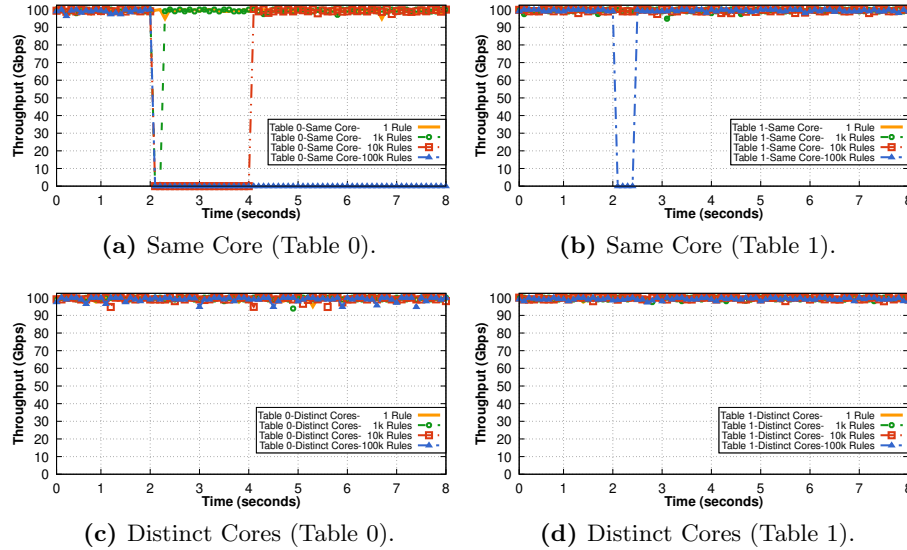 Throughput (Gbps)
100
90
80
70
60
50
40
30
20
10
0
Table 0-Same Core- 1 Rule
Table 0-Same Core- 1k Rules
Table 0-Same Core- 10k Rules
Table 0-Same Core-100k Rules
0 1 2 3 4 5 6 7 8
Time (seconds)
(a) Same Core (Table 0).
Throughput (Gbps)
100
90
80
70
60
50
40
30
20
10
0
Table 1-Same Core- 1 Rule
Table 1-Same Core- 1k Rules
Table 1-Same Core- 10k Rules
Table 1-Same Core-100k Rules
0 1 2 3 4 5 6 7 8
Time (seconds)
(b) Same Core (Table 1).
Throughput (Gbps)
100
90
80
70
60
50
40
30
20
10
0
Table 0-Distinct Cores- 1 Rule
Table 0-Distinct Cores- 1k Rules
Table 0-Distinct Cores- 10k Rules
Table 0-Distinct Cores-100k Rules
0 1 2 3 4 5 6 7 8
Time (seconds)
(c) Distinct Cores (Table 0).
Throughput (Gbps)
100
90
80
70
60
50
40
30
20
10
0
Table 1-Distinct Cores- 1 Rule
Table 1-Distinct Cores- 1k Rules
Table 1-Distinct Cores- 10k Rules
Table 1-Distinct Cores-100k Rules
0 1 2 3 4 5 6 7 8
Time (seconds)
(d) Distinct Cores (Table 1).